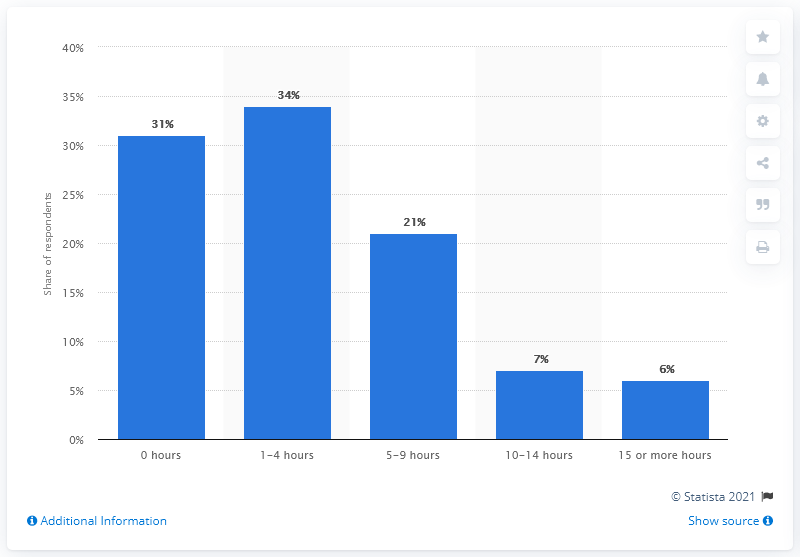 40%
35%
30%
25%
20%
15%
10%
5%
0%
Share of respondents
31%
34%
21%
7%
6%
0 hours
1–4 hours
5–9 hours
10–14 hours
15 or more hours
© Statista 2021
Additional Information
Show source